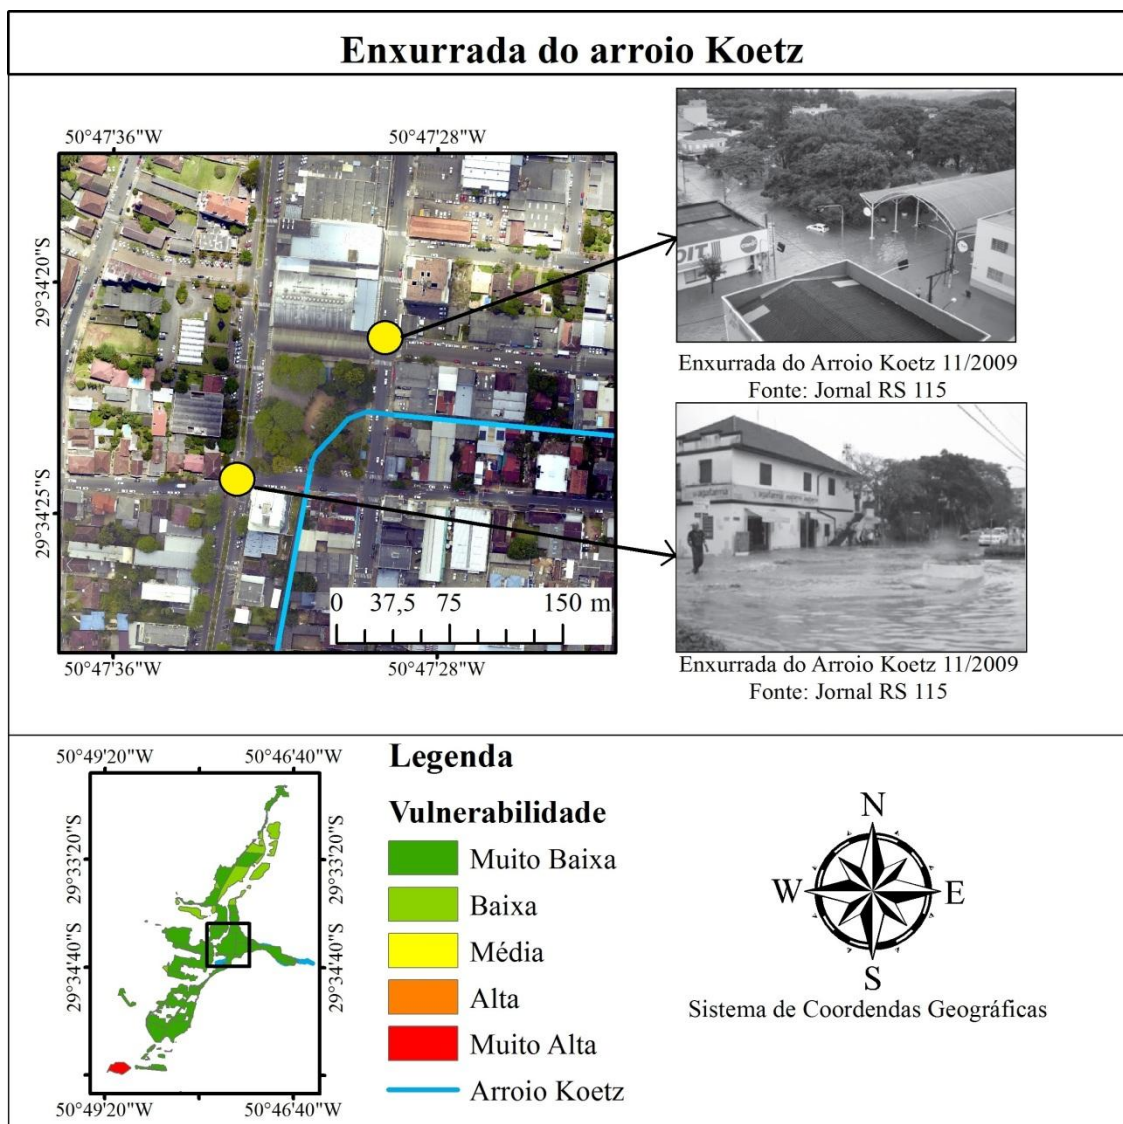 Enxurrada do arroio Koetz
50°47'36"W
50°47'28"W
29°34'20"S
29°34'25"S
0 37,5 75 150 m
50°47'36"W
50°47'28"W
Enxurrada do Arroio Koetz 11/2009
Fonte: Jornal RS 115
Enxurrada do Arroio Koetz 11/2009
Fonte: Jornal RS 115
50°49'20"W
50°46'40"W
29°33'20"S
29°33'20"S
29°34'40"S
29°34'40"S
50°49'20"W
50°46'40"W
Legenda
Vulnerabilidade
Muito Baixa
Baixa
Média
Alta
Muito Alta
Arroio Koetz
N
W
E
S
Sistema de Coordendas Geográficas